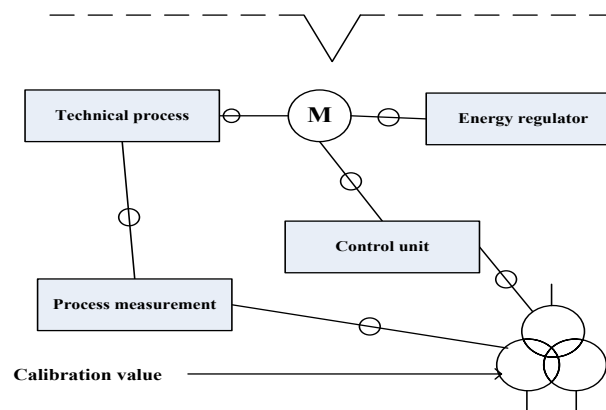 Technical process
M
Energy regulator
Control unit
Process measurement
Calibration value